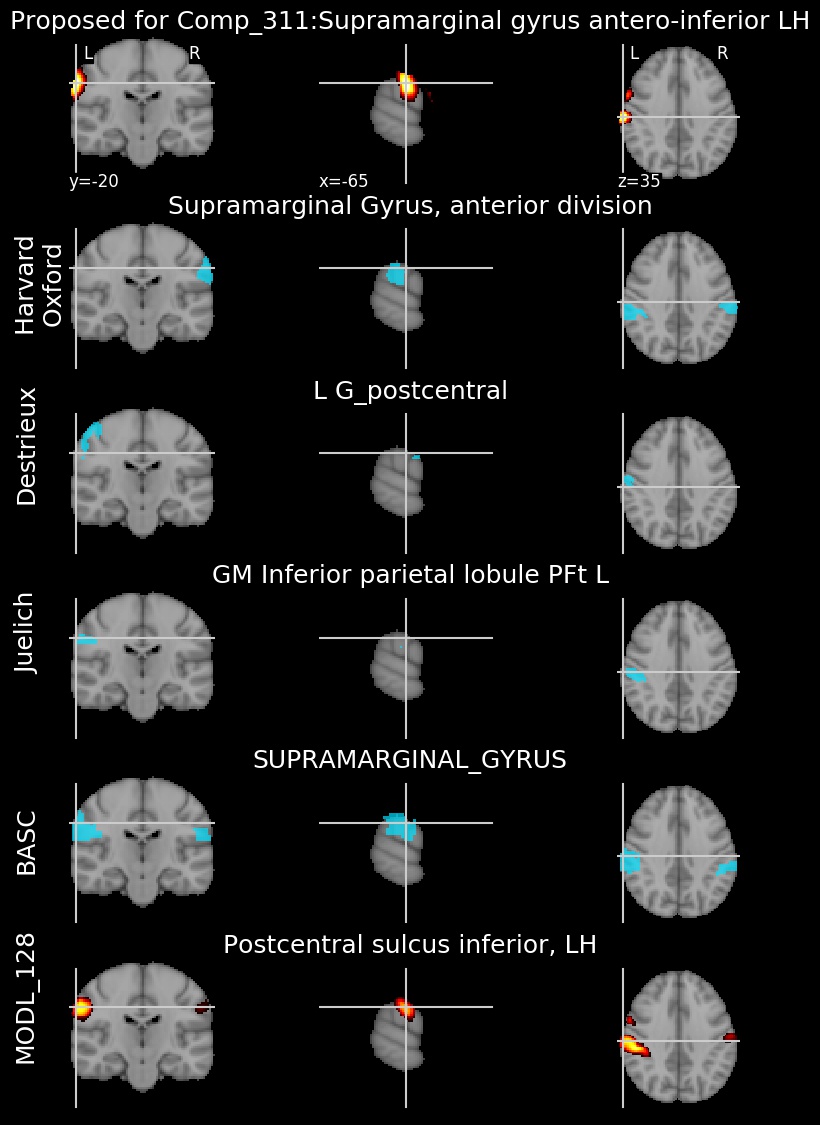 Proposed for Comp_311:Supramarginal gyrus antero-inferior LH
L R
L R
y=-20 x=-65 z=35
Supramarginal Gyrus, anterior division
Harvard
Oxford
L G_postcentral
Destrieux
GM Inferior parietal lobule PFt L
Juelich
SUPRAMARGINAL_GYRUS
BASC
Postcentral sulcus inferior, LH
MODL_128